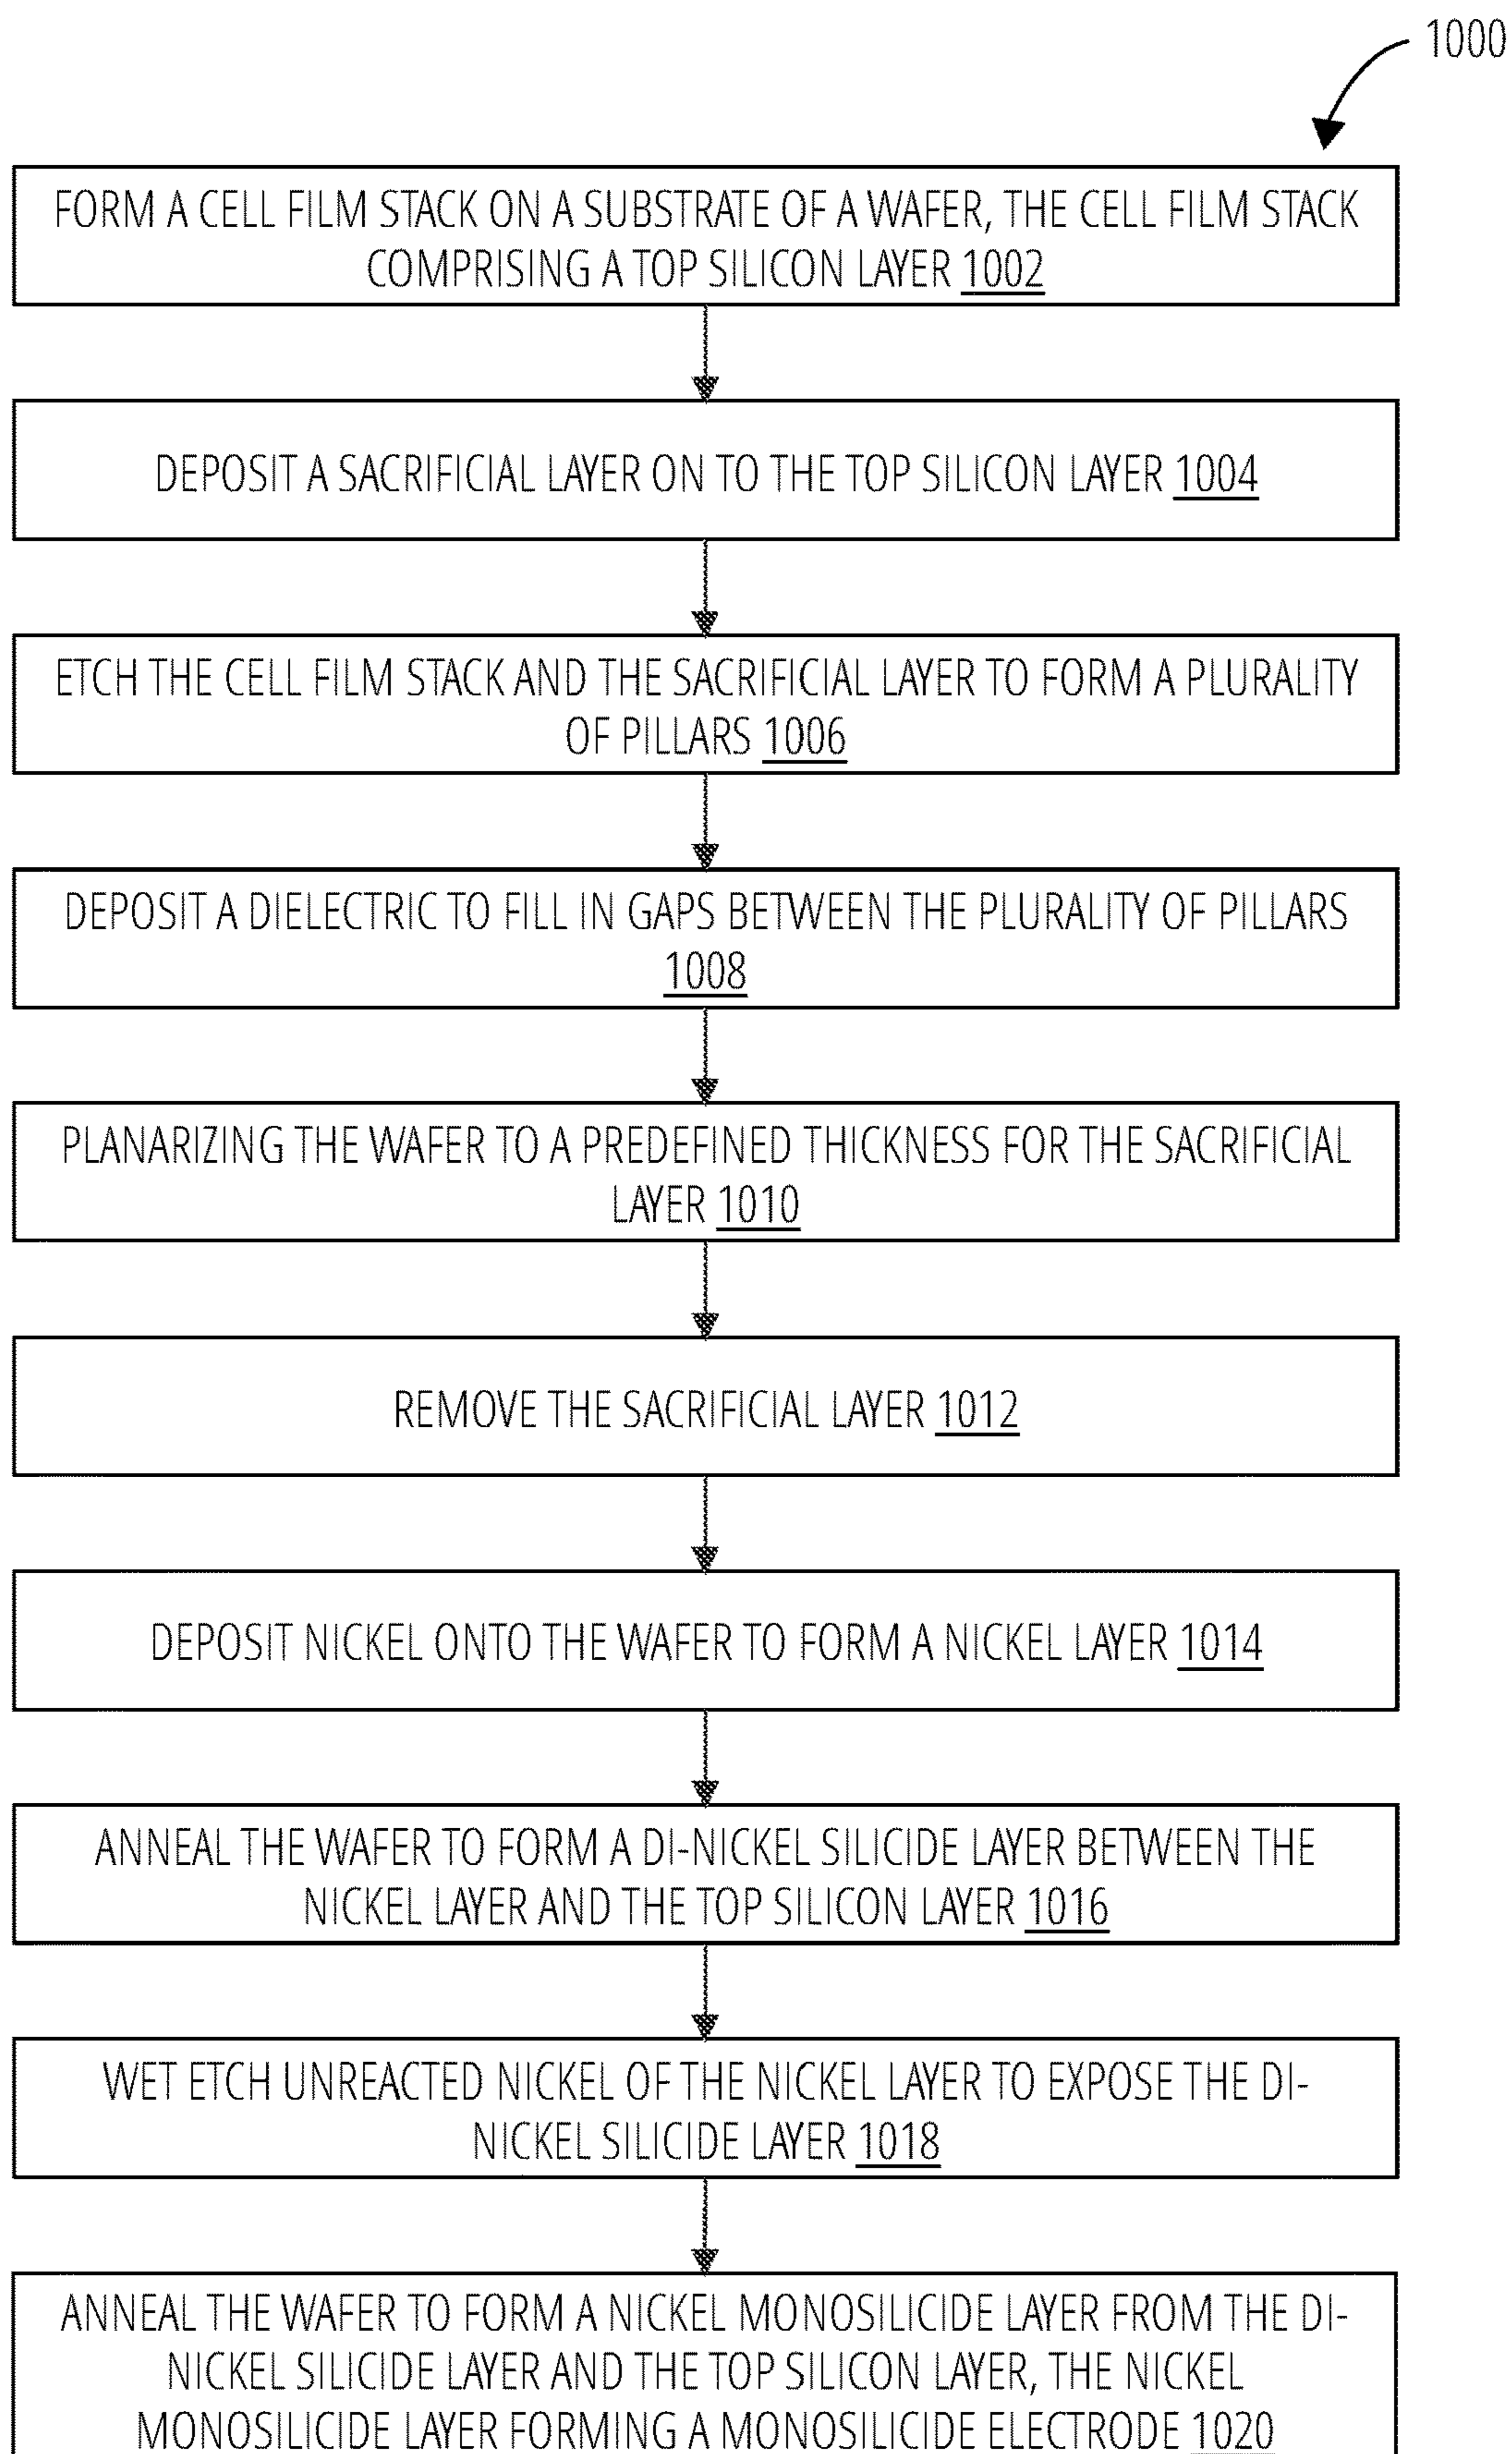 1000
FORM A CELL FILM STACK ON A SUBSTRATE OF A WAFER, THE CELL FILM STACK
COMPRISING A TOP SILICON LAYER 1002
DEPOSIT A SACRIFICIAL LAYER ON TO THE TOP SILICON LAYER 1004
ETCH THE CELL FILM STACK AND THE SACRIFICIAL LAYER TO FORM A PLURALITY
OF PILLARS 1006
DEPOSIT A DIELECTRIC TO FILL IN GAPS BETWEEN THE PLURALITY OF PILLARS
1008
PLANARIZING THE WAFER TO A PREDEFINED THICKNESS FOR THE SACRIFICIAL
LAYER 1010
REMOVE THE SACRIFICIAL LAYER 1012
DEPOSIT NICKEL ONTO THE WAFER TO FORM A NICKEL LAYER 1014
ANNEAL THE WAFER TO FORM A DI-NICKEL SILICIDE LAYER BETWEEN THE
NICKEL LAYER AND THE TOP SILICON LAYER 1016
WET ETCH UNREACTED NICKEL OF THE NICKEL LAYER TO EXPOSE THE DI-
NICKEL SILICIDE LAYER 1018
ANNEAL THE WAFER TO FORM A NICKEL MONOSILICIDE LAYER FROM THE DI-
NICKEL SILICIDE LAYER AND THE TOP SILICON LAYER, THE NICKEL
MONOSILICIDE LAYER FORMING A MONOSILICIDE ELECTRODE 1020